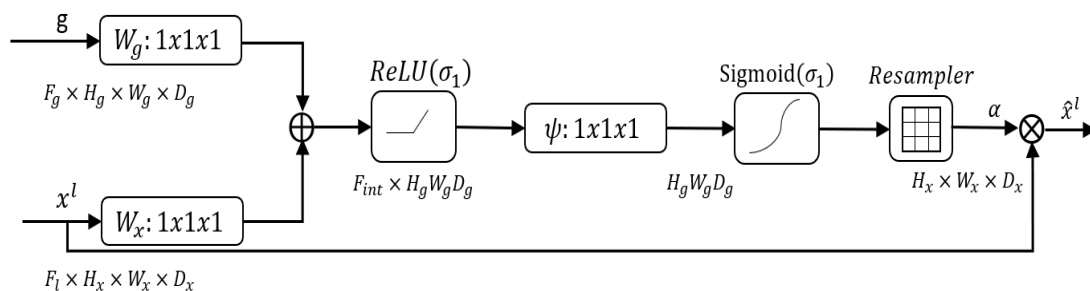 g
W_g: 1x1x1
F_g × H_g × W_g × D_g
ReLU(σ_1)
Sigmoid(σ_1)
Resampler
ψ: 1x1x1
α
x̂^l
F_int × H_gW_gD_g
H_gW_gD_g
H_x × W_x × D_x
x^l
W_x: 1x1x1
F_l × H_x × W_x × D_x